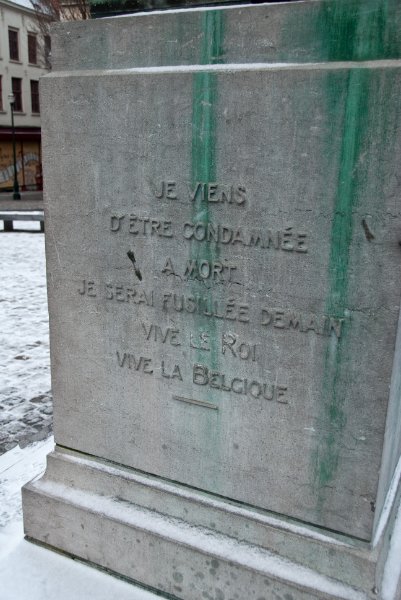 JE VIENS
D'ÊTRE CONDAMNÉE
A MORT
JE SERAI FUSILLÉE DEMAIN
VIVE LE ROI
VIVE LA BELGIQUE